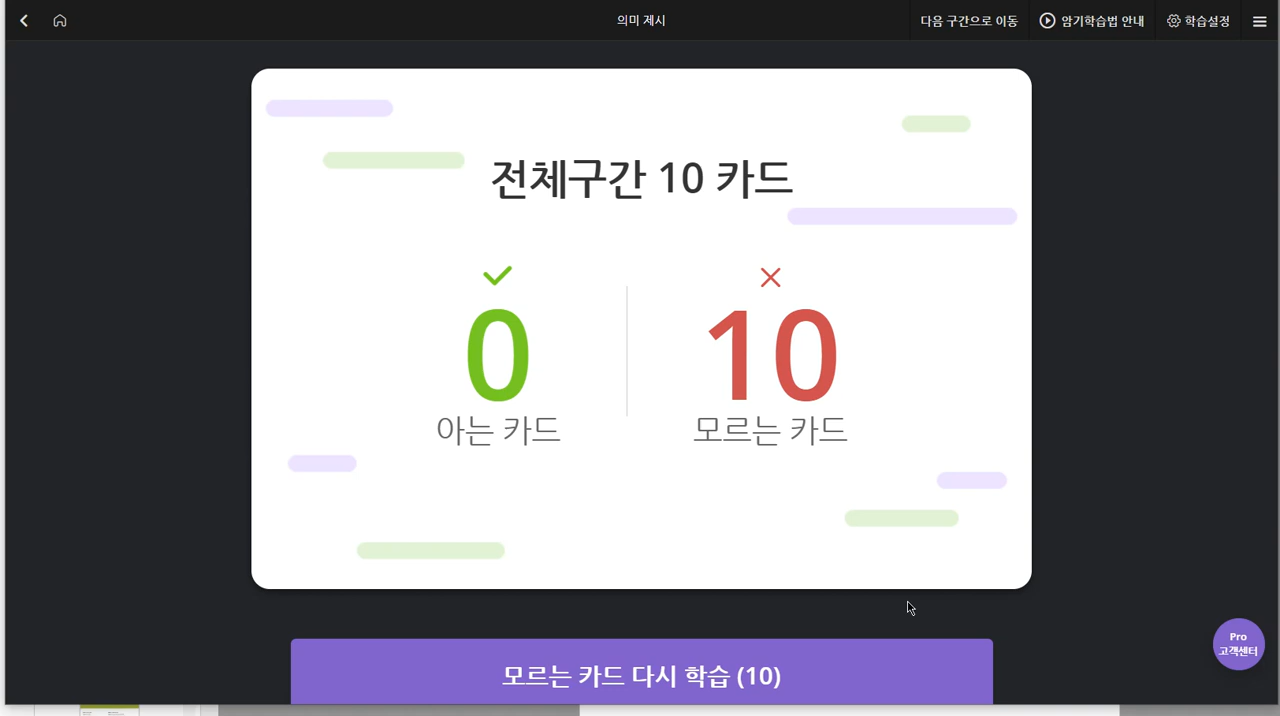 의미 제시
다음 구간으로 이동
암기학습법 안내
학습설정
전체구간 10 카드
0
아는 카드
10
모르는 카드
Pro
고객센터
모르는 카드 다시 학습 (10)